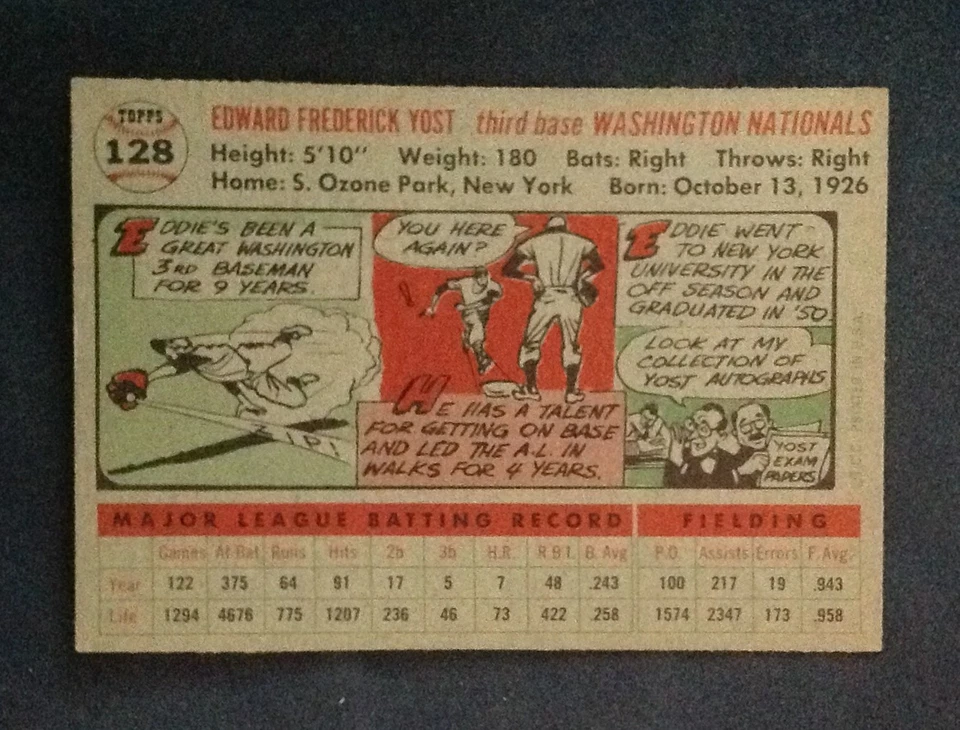 TOPPS
128
EDWARD FREDERICK YOST third base WASHINGTON NATIONALS
Height: 5'10" Weight: 180 Bats: Right Throws: Right
Home: S. Ozone Park, New York Born: October 13, 1926
EDDIE'S BEEN A
GREAT WASHINGTON
3RD BASEMAN
FOR 9 YEARS.
ZIP!
YOU HERE
AGAIN?
HE HAS A TALENT
FOR GETTING ON BASE
AND LED THE A.L. IN
WALKS FOR 4 YEARS.
EDDIE WENT
TO NEW YORK
UNIVERSITY IN THE
OFF SEASON AND
GRADUATED IN '50
LOOK AT MY
COLLECTION OF
YOST AUTOGRAPHS
YOST
EXAM
PAPERS
MAJOR LEAGUE BATTING RECORD FIELDING
Games At Bat Runs Hits 2b 3b H.R. R.B.I. B. Avg. P.O. Assists Errors F. Avg.
Year 122 375 64 91 17 5 7 48 .243 100 217 19 .943
Life 1294 4676 775 1207 236 46 73 422 .258 1574 2347 173 .958